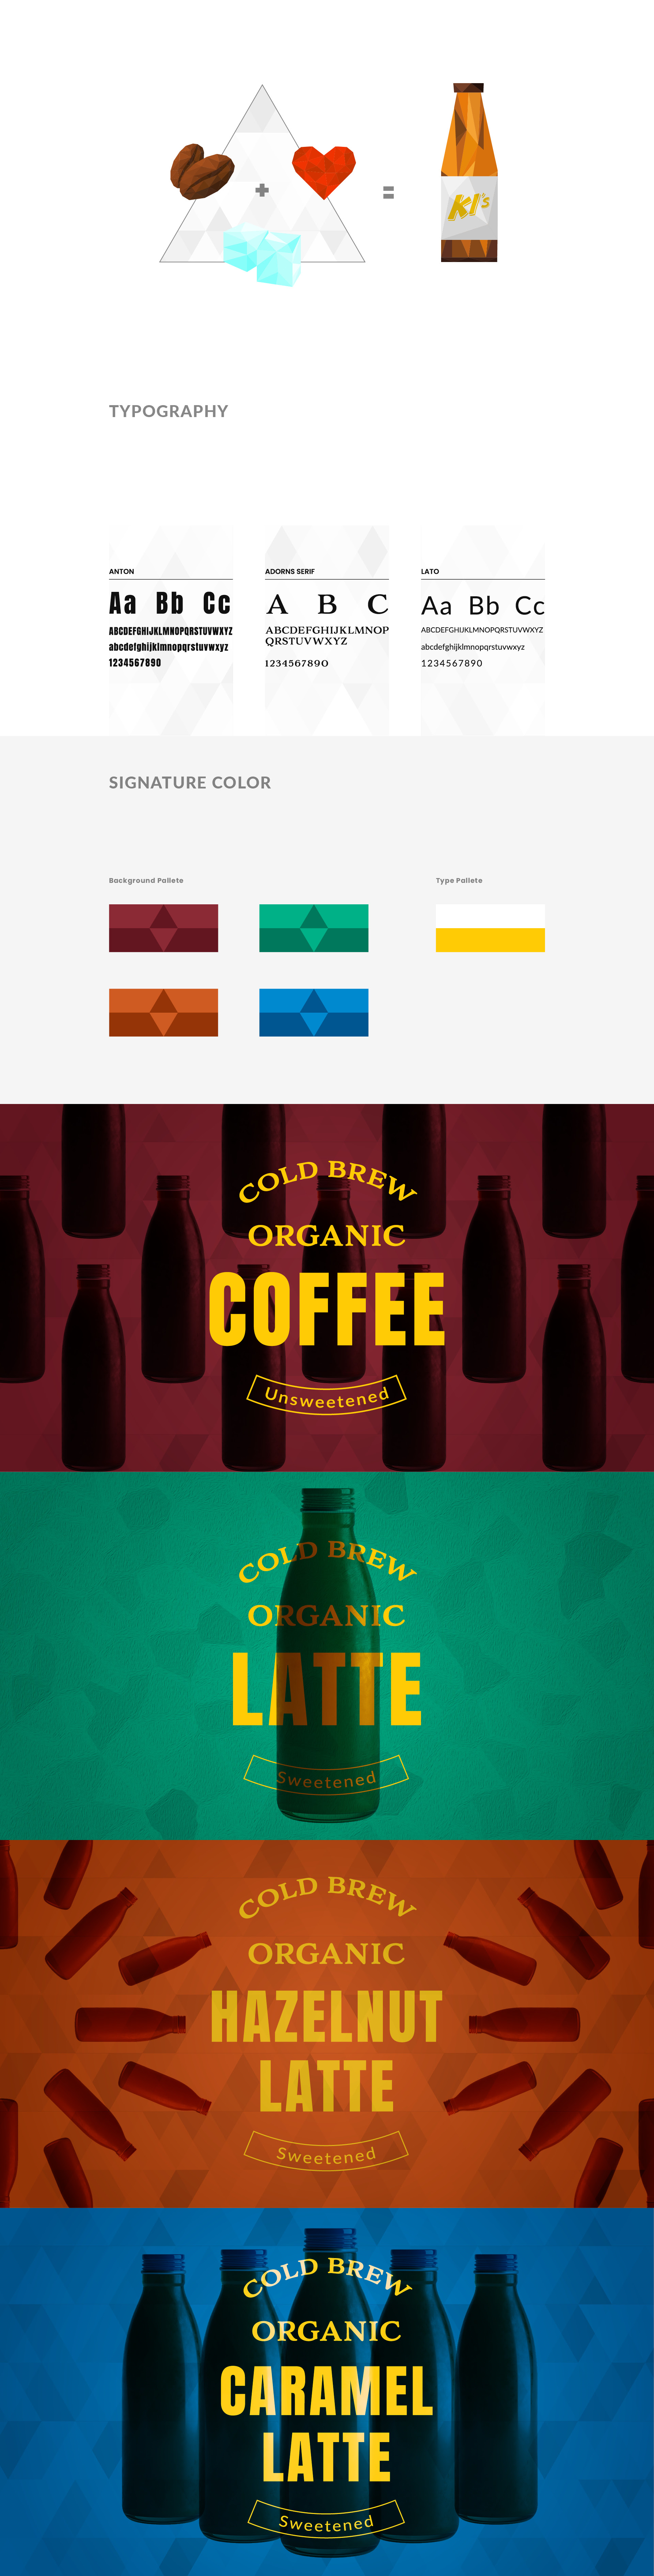 KI's
TYPOGRAPHY
ANTON
Aa Bb Cc
ABCDEFGHIJKLMNOPQRSTUVWXYZ
abcdefghijklmnopqrstuvwxyz
1234567890
ADORNS SERIF
A B C
ABCDEFGHIJKLMNOP
QRSTUVWXYZ
1234567890
LATO
Aa Bb Cc
ABCDEFGHIJKLMNOPQRSTUVWXYZ
abcdefghijklmnopqrstuvwxyz
1234567890
SIGNATURE COLOR
Background Pallete
Type Pallete
COLD BREW
ORGANIC
COFFEE
Unsweetened
COLD BREW
ORGANIC
LATTE
Sweetened
COLD BREW
ORGANIC
HAZELNUT
LATTE
Sweetened
COLD BREW
ORGANIC
CARAMEL
LATTE
Sweetened